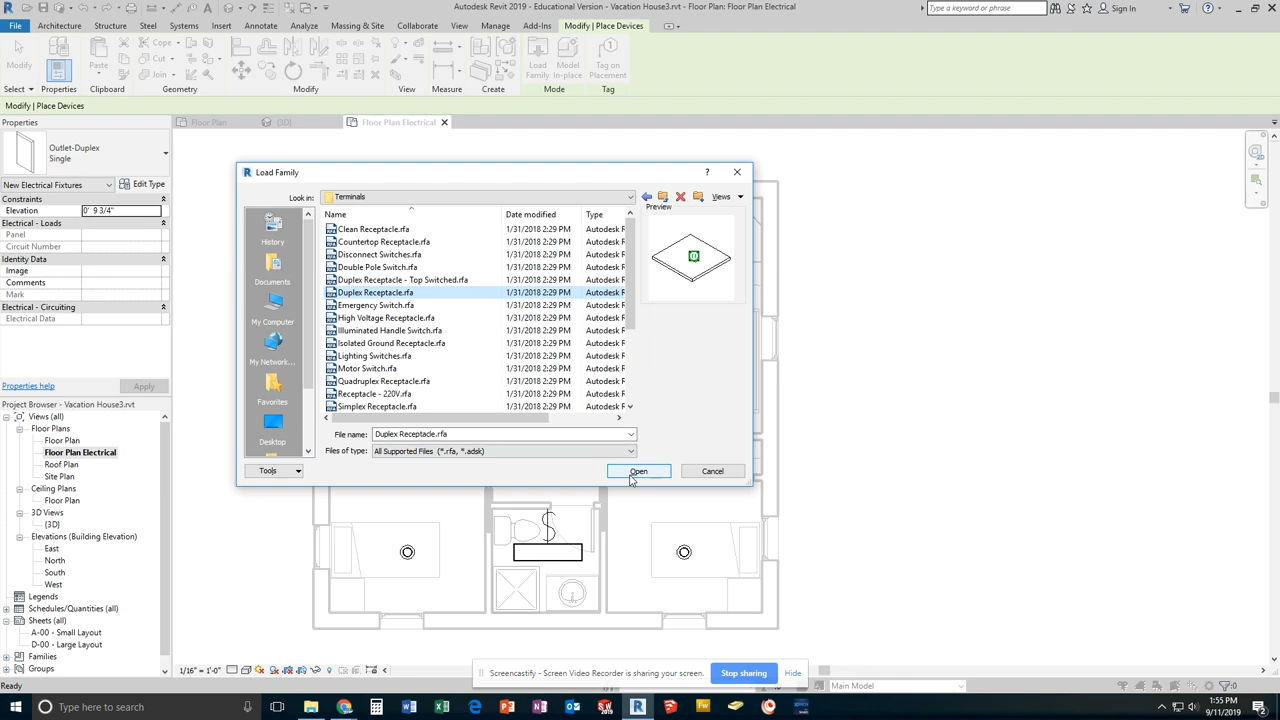 Autodesk Revit 2019 - Educational Version - Vacation House3.rvt - Floor Plan: Floor Plan Electrical
Type a keyword or phrase
Sign In
File Architecture Structure Steel Systems Insert Annotate Analyze Massing & Site Collaborate View Manage Add-Ins Modify | Place Devices
Modify
Paste
Cope
Cut
Join
Load Family
Model In-place
Tag on Placement
Select Properties Clipboard Geometry Modify View Measure Create Mode Tag
Modify | Place Devices
Properties
Floor Plan
{3D}
Floor Plan Electrical
Outlet-Duplex
Single
New Electrical Fixtures
Edit Type
Constraints
Elevation 0' 9 3/4"
Electrical - Loads
Panel
Circuit Number
Identity Data
Image
Comments
Mark
Electrical - Circuiting
Electrical Data
Properties help
Apply
Project Browser - Vacation House3.rvt
Views (all)
Floor Plans
Floor Plan
Floor Plan Electrical
Roof Plan
Site Plan
Ceiling Plans
Floor Plan
3D Views
{3D}
Elevations (Building Elevation)
East
North
South
West
Legends
Schedules/Quantities (all)
Sheets (all)
A-00 - Small Layout
D-00 - Large Layout
Families
Groups
Load Family
Look in: Terminals
Views
History
Documents
My Computer
My Network...
Favorites
Desktop
Name Date modified Type
Clean Receptacle.rfa 1/31/2018 2:29 PM Autodesk R
Countertop Receptacle.rfa 1/31/2018 2:29 PM Autodesk R
Disconnect Switches.rfa 1/31/2018 2:29 PM Autodesk R
Double Pole Switch.rfa 1/31/2018 2:29 PM Autodesk R
Duplex Receptacle - Top Switched.rfa 1/31/2018 2:29 PM Autodesk R
Duplex Receptacle.rfa 1/31/2018 2:29 PM Autodesk R
Emergency Switch.rfa 1/31/2018 2:29 PM Autodesk R
High Voltage Receptacle.rfa 1/31/2018 2:29 PM Autodesk R
Illuminated Handle Switch.rfa 1/31/2018 2:29 PM Autodesk R
Isolated Ground Receptacle.rfa 1/31/2018 2:29 PM Autodesk R
Lighting Switches.rfa 1/31/2018 2:29 PM Autodesk R
Motor Switch.rfa 1/31/2018 2:29 PM Autodesk R
Quadruplex Receptacle.rfa 1/31/2018 2:29 PM Autodesk R
Receptacle - 220V.rfa 1/31/2018 2:29 PM Autodesk R
Simplex Receptacle.rfa 1/31/2018 2:29 PM Autodesk R
Preview
File name: Duplex Receptacle.rfa
Files of type: All Supported Files (*.rfa, *.adsk)
Tools
Open
Cancel
$
1/16" = 1'-0"
Screencastify - Screen Video Recorder is sharing your screen.
Stop sharing
Hide
Ready
Main Model
:0
Type here to search
1:55 PM
9/11/2019